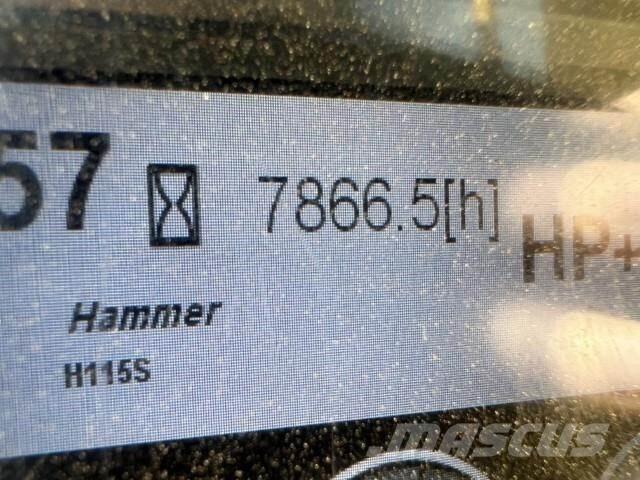 57 7866.5[h] HP+
Hammer
H115S
MASCUS